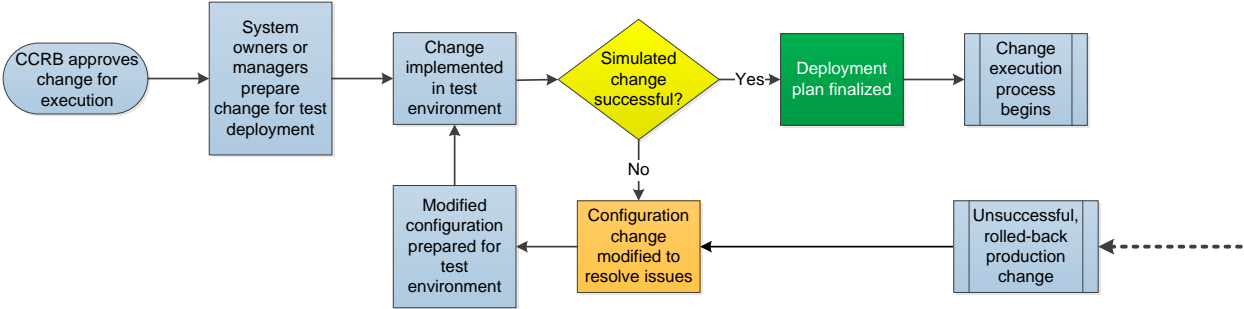 CCRB approves
change for
execution
System
owners or
managers
prepare
change for test
deployment
Change
implemented
in test
environment
Simulated
change
successful?
Yes
Deployment
plan finalized
Change
execution
process
begins
No
Modified
configuration
prepared for
test
environment
Configuration
change
modified to
resolve issues
Unsuccessful,
rolled-back
production
change